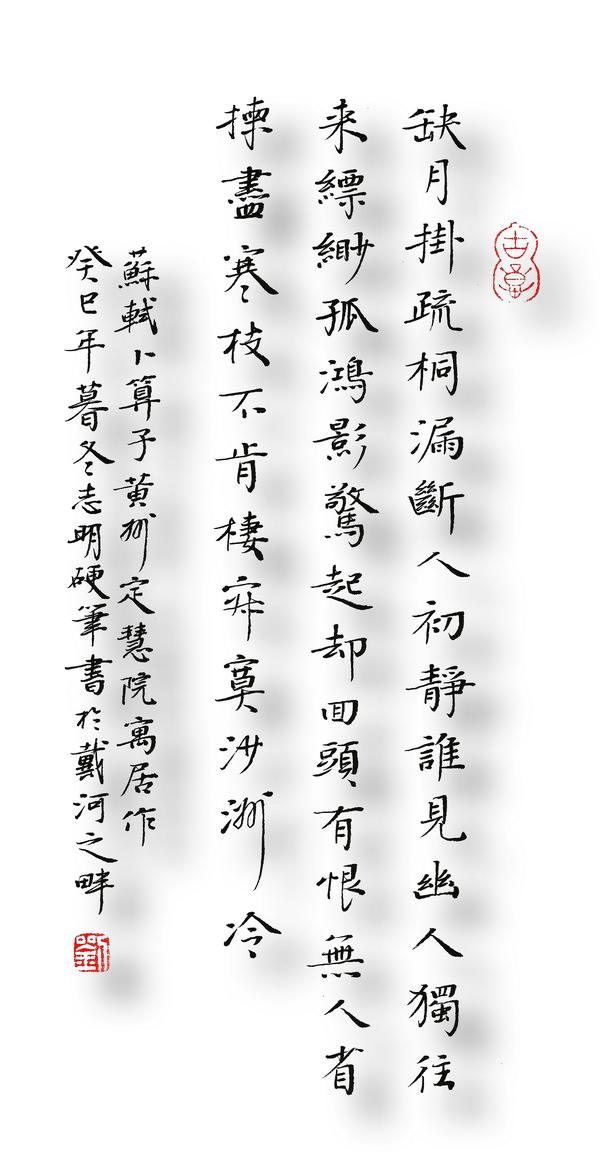 缺月掛疏桐漏斷人初靜誰見幽人獨往
来縹緲孤鴻影驚起却回頭有恨無人省
揀盡寒枝不肯棲寂寞沙洲冷
蘇軾卜算子黄州定慧院寓居作
癸巳年暮冬志明硬筆書於戴河之畔
劉